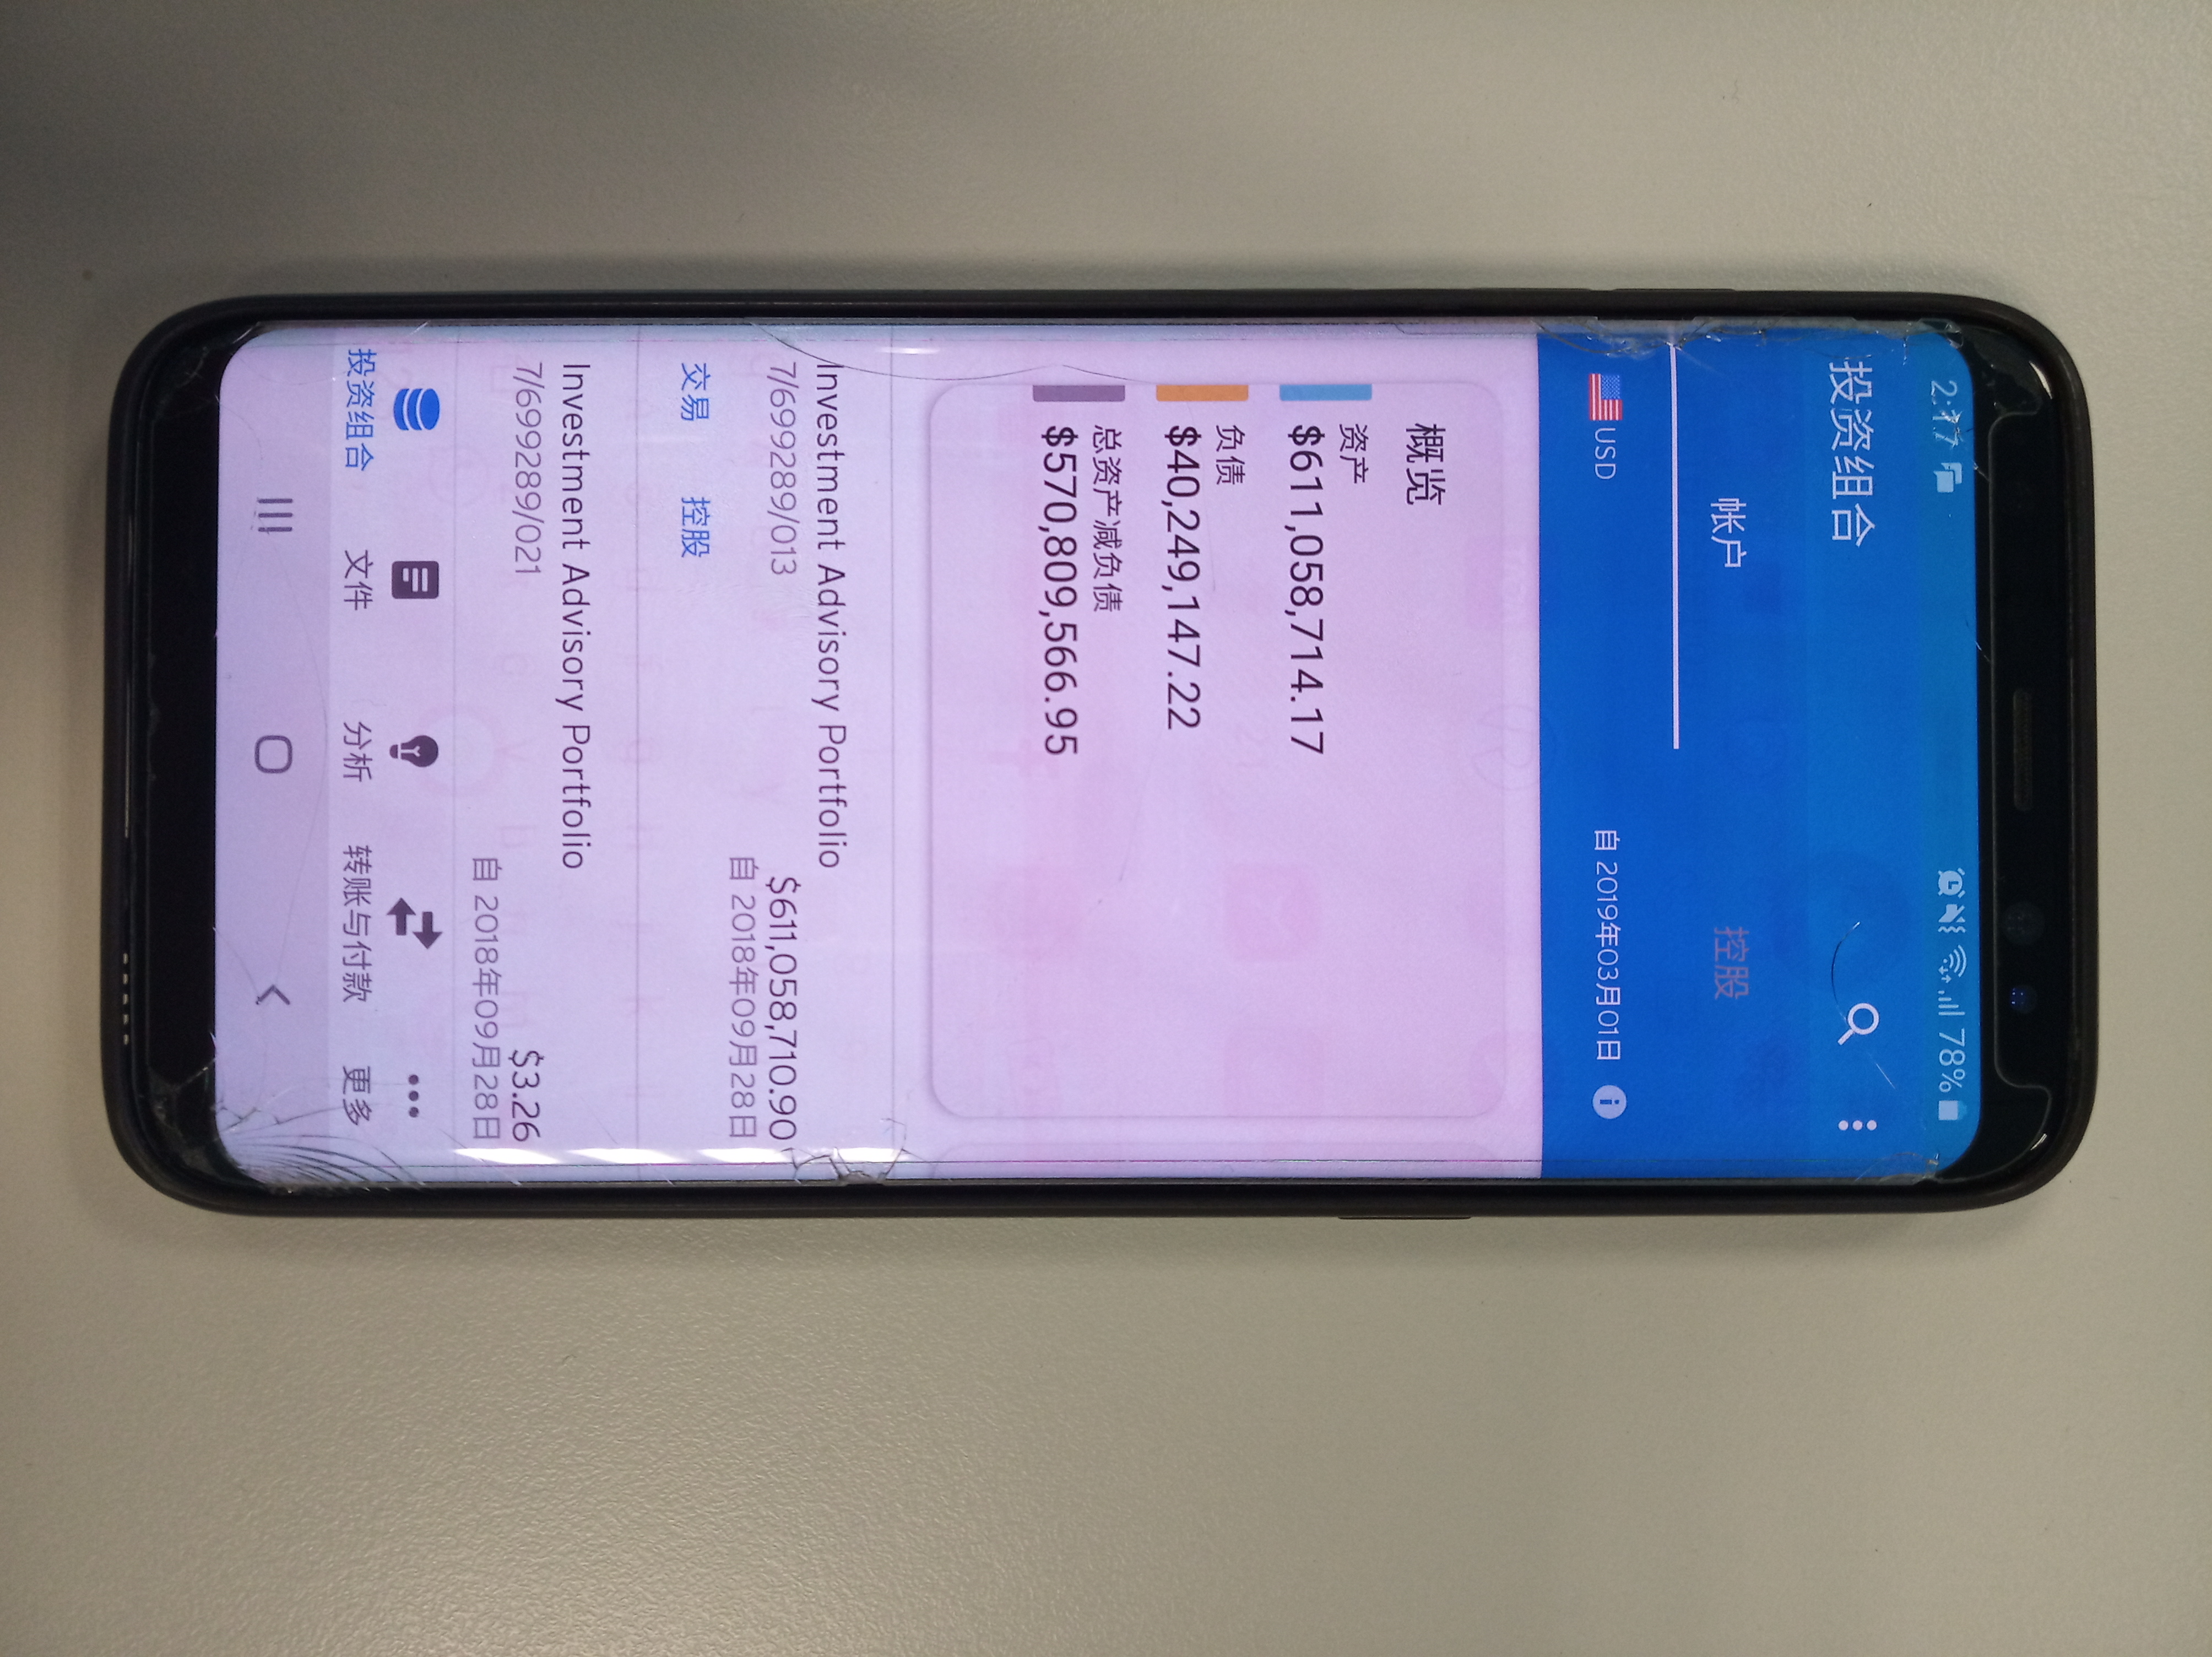 78%
投资组合
帐户
控股
USD
自 2019年03月01日
概览
资产
$611,058,714.17
负债
$40,249,147.22
总资产减负债
$570,809,566.95
Investment Advisory Portfolio
7/699289/013
$611,058,710.90
自 2018年09月28日
交易
控股
Investment Advisory Portfolio
7/699289/021
$3.26
自 2018年09月28日
投资组合
文件
分析
转账与付款
更多